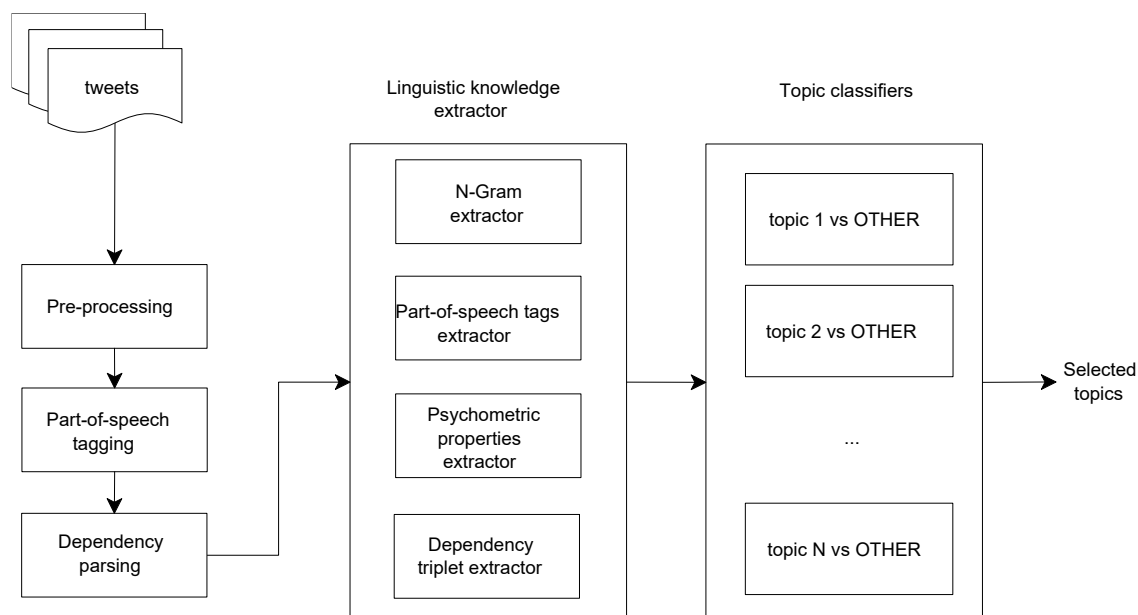 tweets
Pre-processing
Part-of-speech
tagging
Dependency
parsing
Linguistic knowledge
extractor
N-Gram
extractor
Part-of-speech tags
extractor
Psychometric
properties
extractor
Dependency
triplet extractor
Topic classifiers
topic 1 vs OTHER
topic 2 vs OTHER
...
topic N vs OTHER
Selected
topics